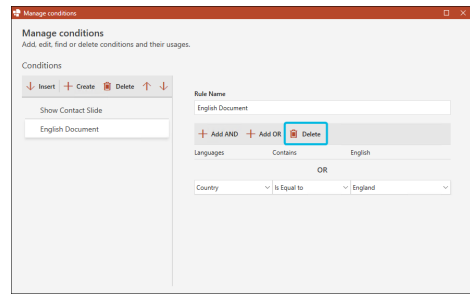 Manage conditions
Manage conditions
Add, edit, find or delete conditions and their usages.
Conditions
Insert Create Delete
Show Contact Slide
English Document
Rule Name
English Document
Add AND Add OR Delete
Languages Contains English
OR
Country Is Equal to England